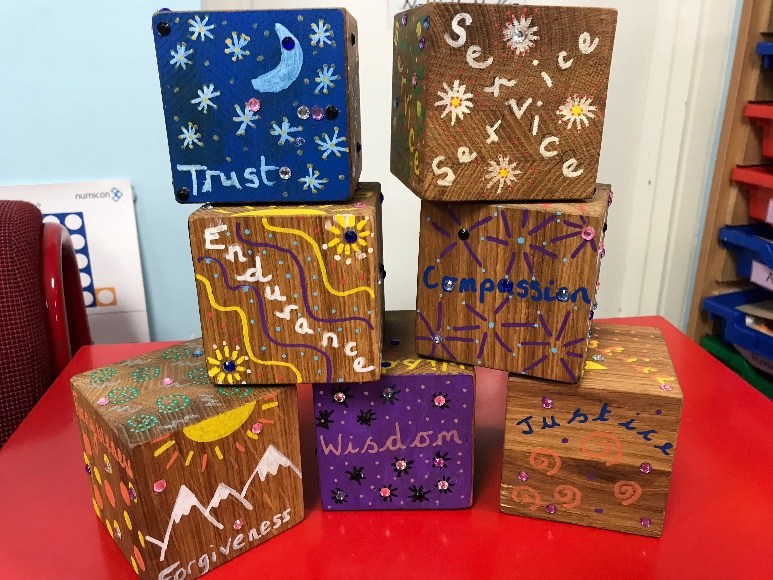 Trust
Service
Service
numicon
Endurance
Compassion
Wisdom
Justice
Forgiveness